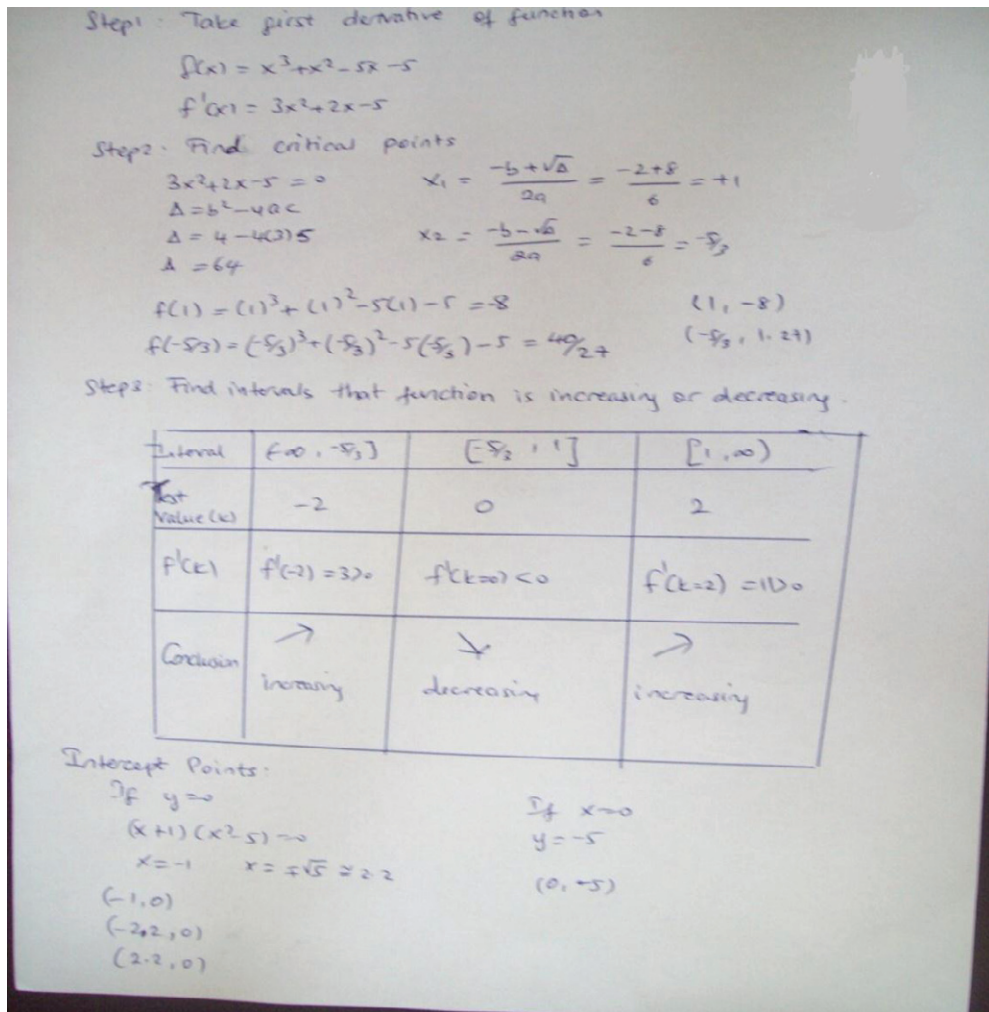 Step1: Take first derivative of function
f(x) = x³+x²-5x-5
f'(x) = 3x²+2x-5
Step2: Find critical points
3x²+2x-5 = 0
x₁ = (-b+√Δ)/2a = (-2+8)/6 = +1
Δ=b²-4ac
Δ = 4-4(3)5
x₂ = (-b-√Δ)/2a = (-2-8)/6 = -5/3
Δ = 64
f(1) = (1)³+(1)²-5(1)-5 = -8 (1, -8)
f(-5/3) = (-5/3)³+(-5/3)²-5(-5/3)-5 = 40/27 (-5/3, 1.27)
Step3: Find intervals that function is increasing or decreasing.
Interval (-∞, -5/3] [-5/3, 1] [1, ∞)
Test
Value(k) -2 0 2
f'(k) f'(-2) = 3>0 f'(k=0) <0 f'(k=2) = 11>0
↗ ↘ ↗
Conclusion
increasing decreasing increasing
Intercept Points:
If y=0 If x=0
(x+1)(x²-5)=0 y=-5
x=-1 x=∓√5 ≅ 2.2
(0, -5)
(-1,0)
(-2,2,0)
(2.2,0)